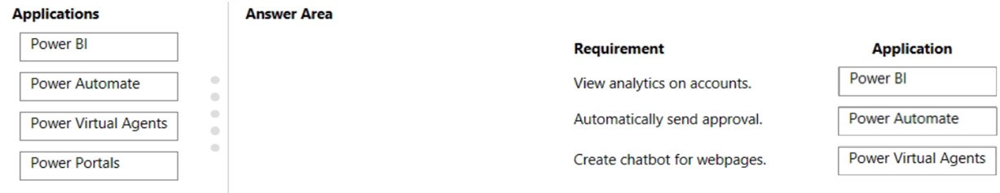 Applications
Power BI
Power Automate
Power Virtual Agents
Power Portals
Answer Area
Requirement Application
View analytics on accounts. Power BI
Automatically send approval. Power Automate
Create chatbot for webpages. Power Virtual Agents